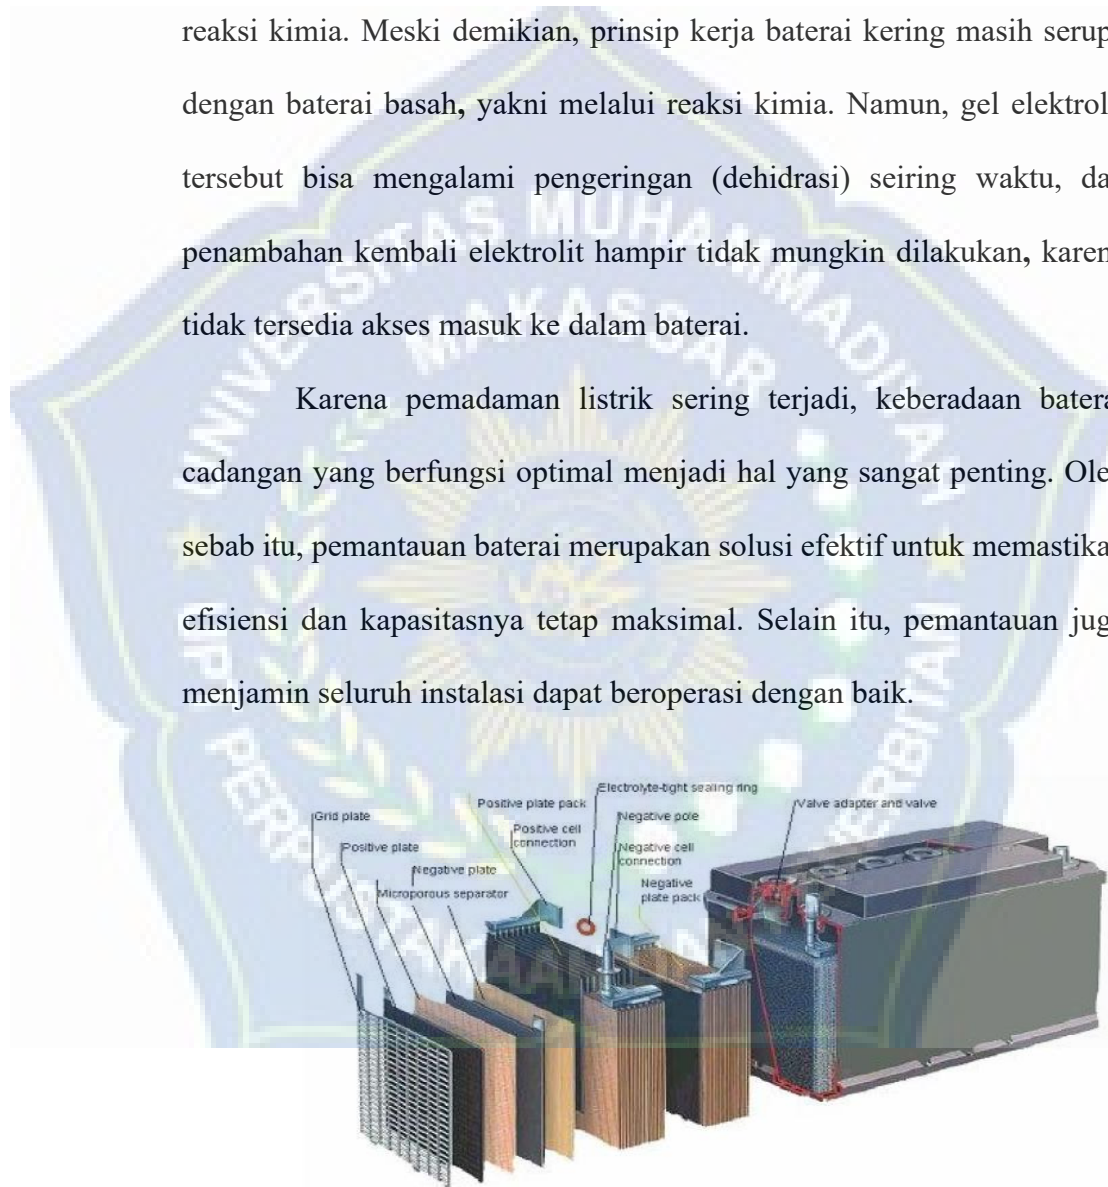 reaksi kimia. Meski demikian, prinsip kerja baterai kering masih serup
dengan baterai basah, yakni melalui reaksi kimia. Namun, gel elektrol
tersebut bisa mengalami pengeringan (dehidrasi) seiring waktu, da
penambahan kembali elektrolit hampir tidak mungkin dilakukan, karen
tidak tersedia akses masuk ke dalam baterai.
Karena pemadaman listrik sering terjadi, keberadaan batera
cadangan yang berfungsi optimal menjadi hal yang sangat penting. Ole
sebab itu, pemantauan baterai merupakan solusi efektif untuk memastika
efisiensi dan kapasitasnya tetap maksimal. Selain itu, pemantauan jug
menjamin seluruh instalasi dapat beroperasi dengan baik.
UNIVERSITAS MUHAMMADIYAH
MAKASSAR
UPT PERPUSTAKAAN
Grid plate
Positive plate
Negative plate
Microporous separator
Positive plate pack
Positive cell
connection
Electrolyte-tight sealing ring
Negative pole
Negative cell
connection
Negative
plate pack
Valve adapter and valve